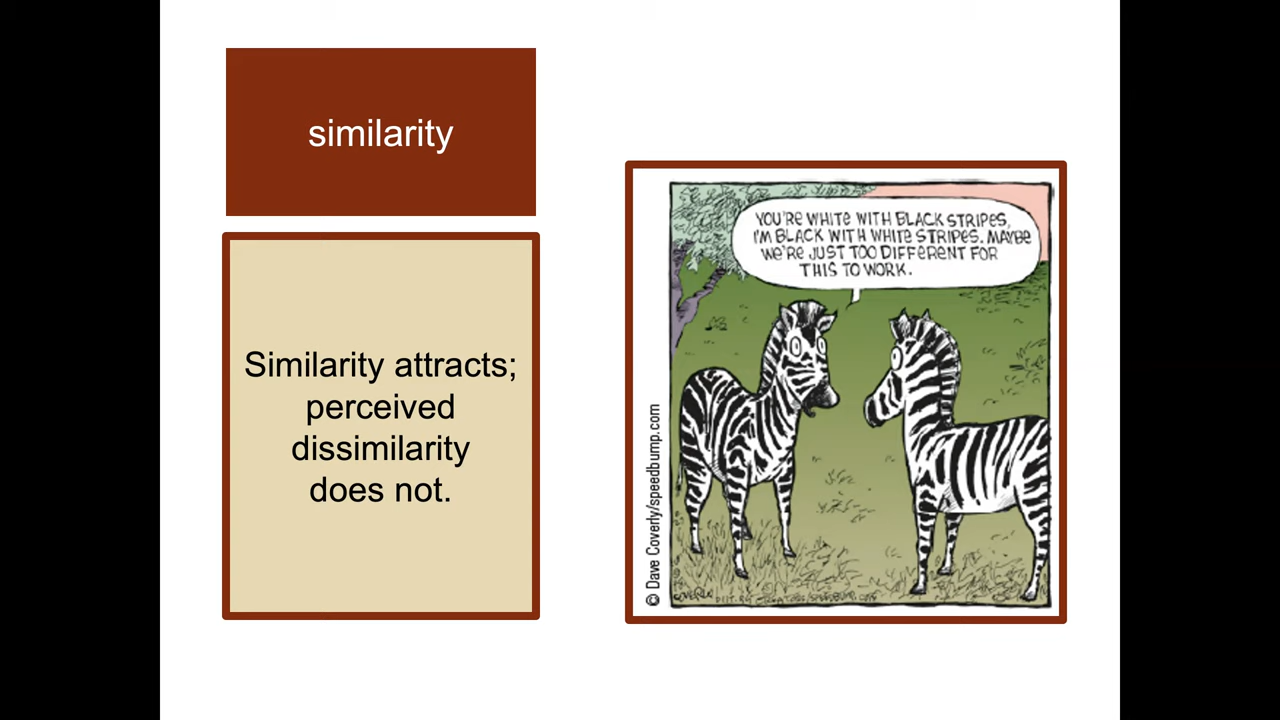 similarity
Similarity attracts;
perceived
dissimilarity
does not.
YOU'RE WHITE WITH BLACK STRIPES,
I'M BLACK WITH WHITE STRIPES. MAYBE
WE'RE JUST TOO DIFFERENT FOR
THIS TO WORK.
© Dave Coverly/speedbump.com